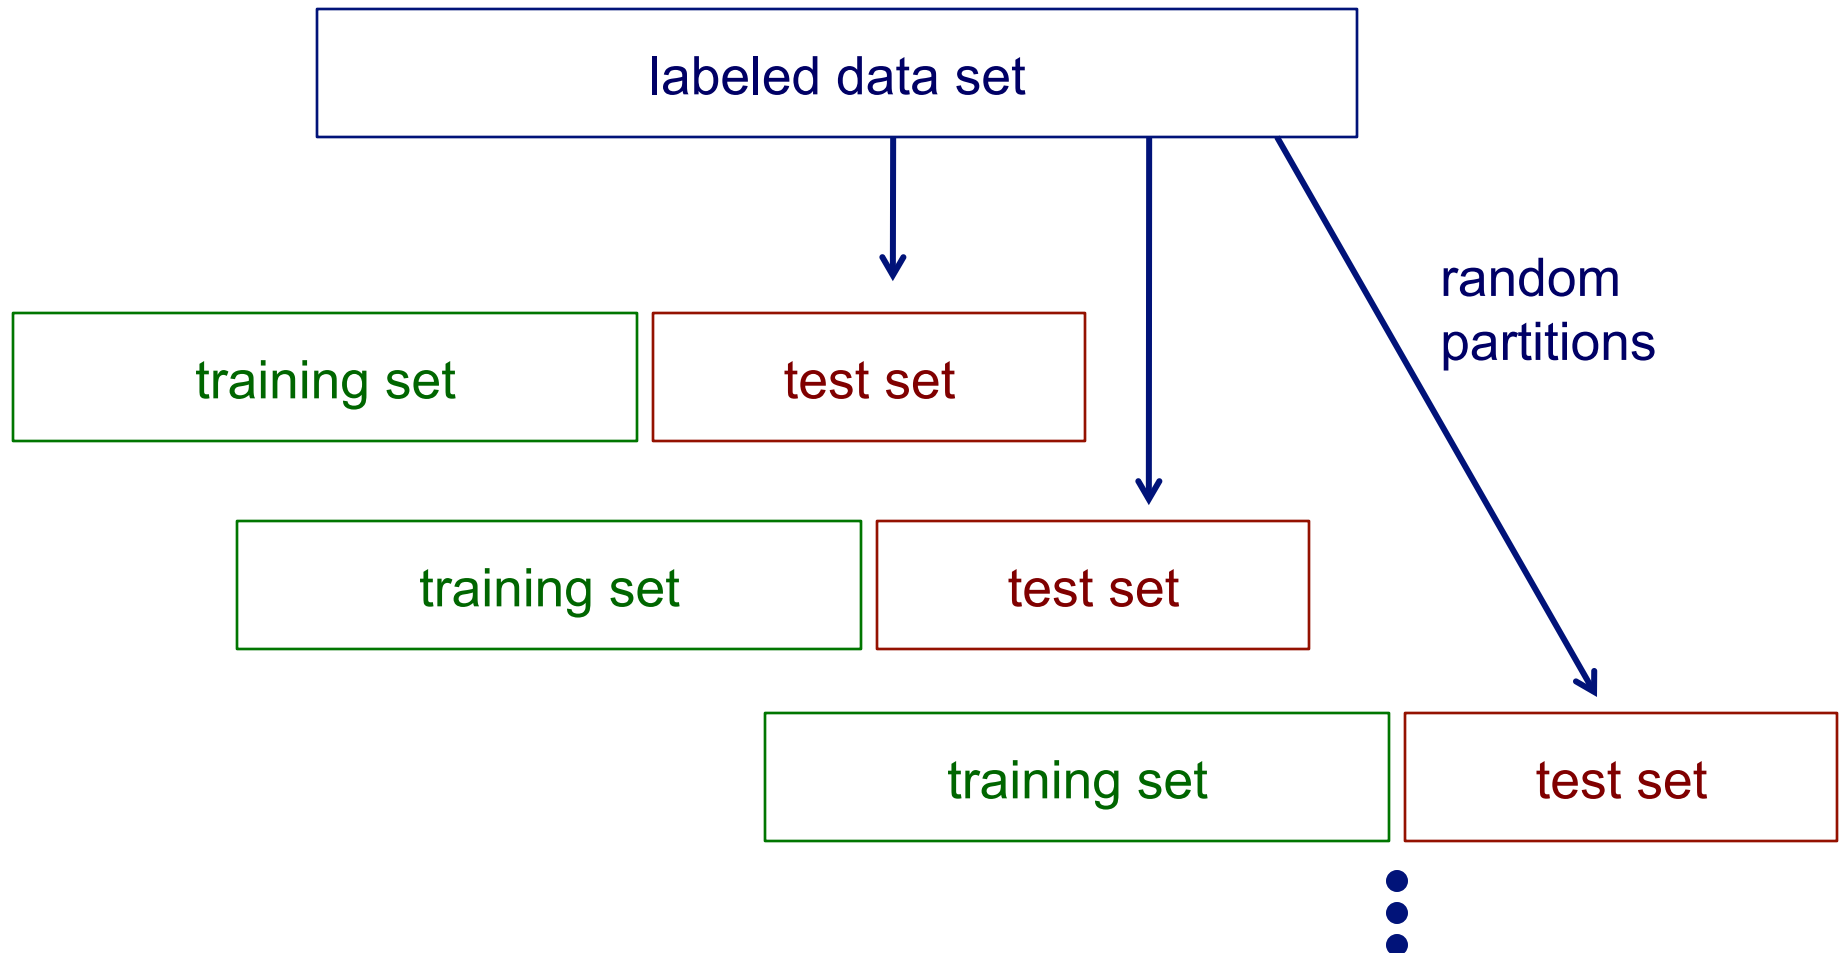 labeled data set
random
partitions
training set
test set
training set
test set
training set
test set